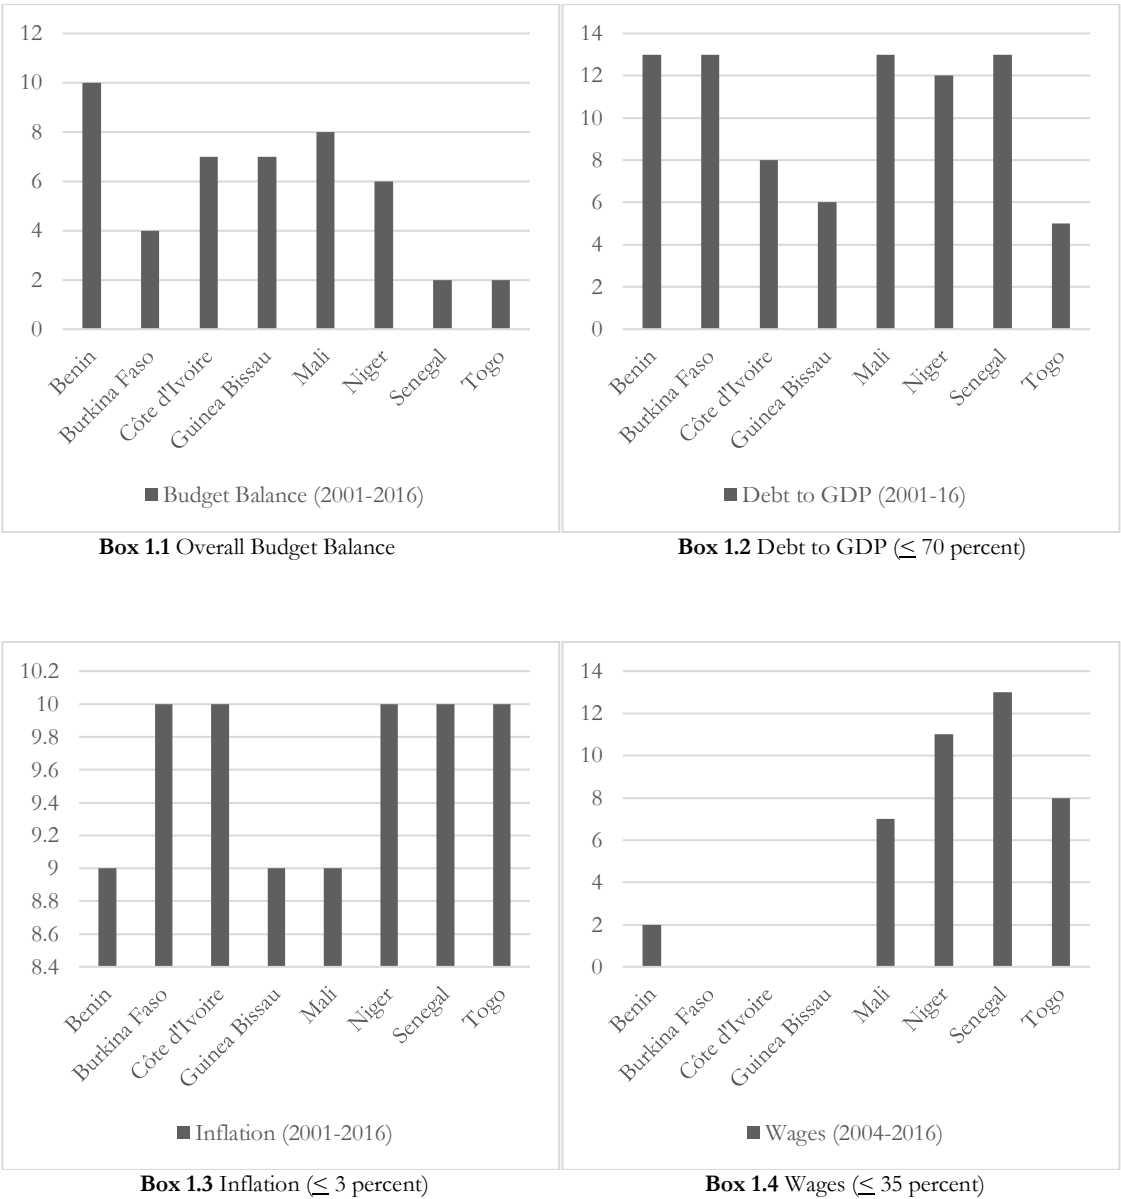 12
10
8
6
4
2
0
Benin
Burkina Faso
Côte d'Ivoire
Guinea Bissau
Mali
Niger
Senegal
Togo
Budget Balance (2001-2016)
Box 1.1 Overall Budget Balance
14
12
10
8
6
4
2
0
Benin
Burkina Faso
Côte d'Ivoire
Guinea Bissau
Mali
Niger
Senegal
Togo
Debt to GDP (2001-16)
Box 1.2 Debt to GDP (≤ 70 percent)
10.2
10
9.8
9.6
9.4
9.2
9
8.8
8.6
8.4
Benin
Burkina Faso
Côte d'Ivoire
Guinea Bissau
Mali
Niger
Senegal
Togo
Inflation (2001-2016)
Box 1.3 Inflation (≤ 3 percent)
14
12
10
8
6
4
2
0
Benin
Burkina Faso
Côte d'Ivoire
Guinea Bissau
Mali
Niger
Senegal
Togo
Wages (2004-2016)
Box 1.4 Wages (≤ 35 percent)